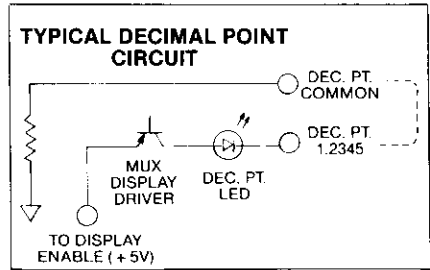 TYPICAL DECIMAL POINT
CIRCUIT
DEC. PT.
COMMON
DEC. PT.
1.2345
MUX
DISPLAY
DRIVER
DEC. PT.
LED
TO DISPLAY
ENABLE (+5V)